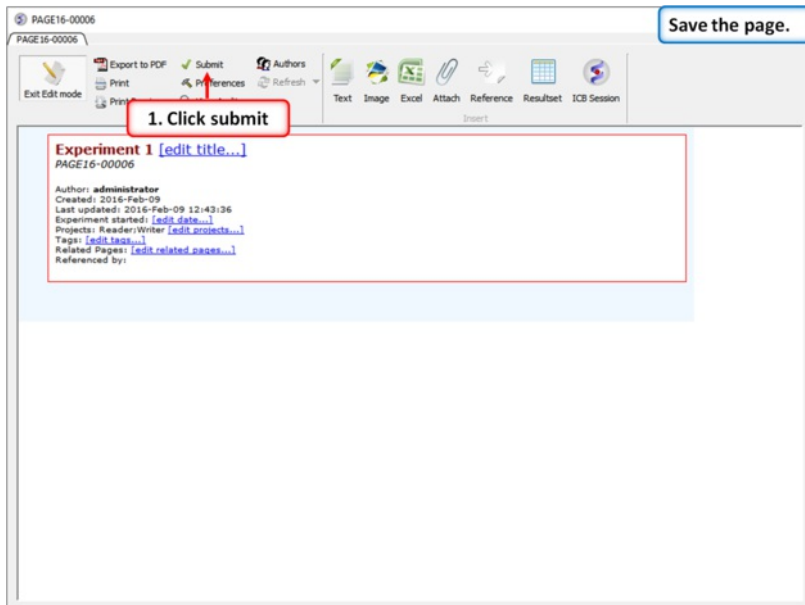 PAGE16-00006
Save the page.
PAGE16-00006
Exit Edit mode
Export to PDF
Submit
Authors
Print
Preferences
Refresh
Print
Text
Image
Excel
Attach
Reference
Resultset
ICB Session
Insert
1. Click submit
Experiment 1 [edit title...]
PAGE16-00006
Author: administrator
Created: 2016-Feb-09
Last updated: 2016-Feb-09 12:43:36
Experiment started: [edit date...]
Projects: Reader;Writer [edit projects...]
Tags: [edit tags...]
Related Pages: [edit related pages...]
Referenced by: